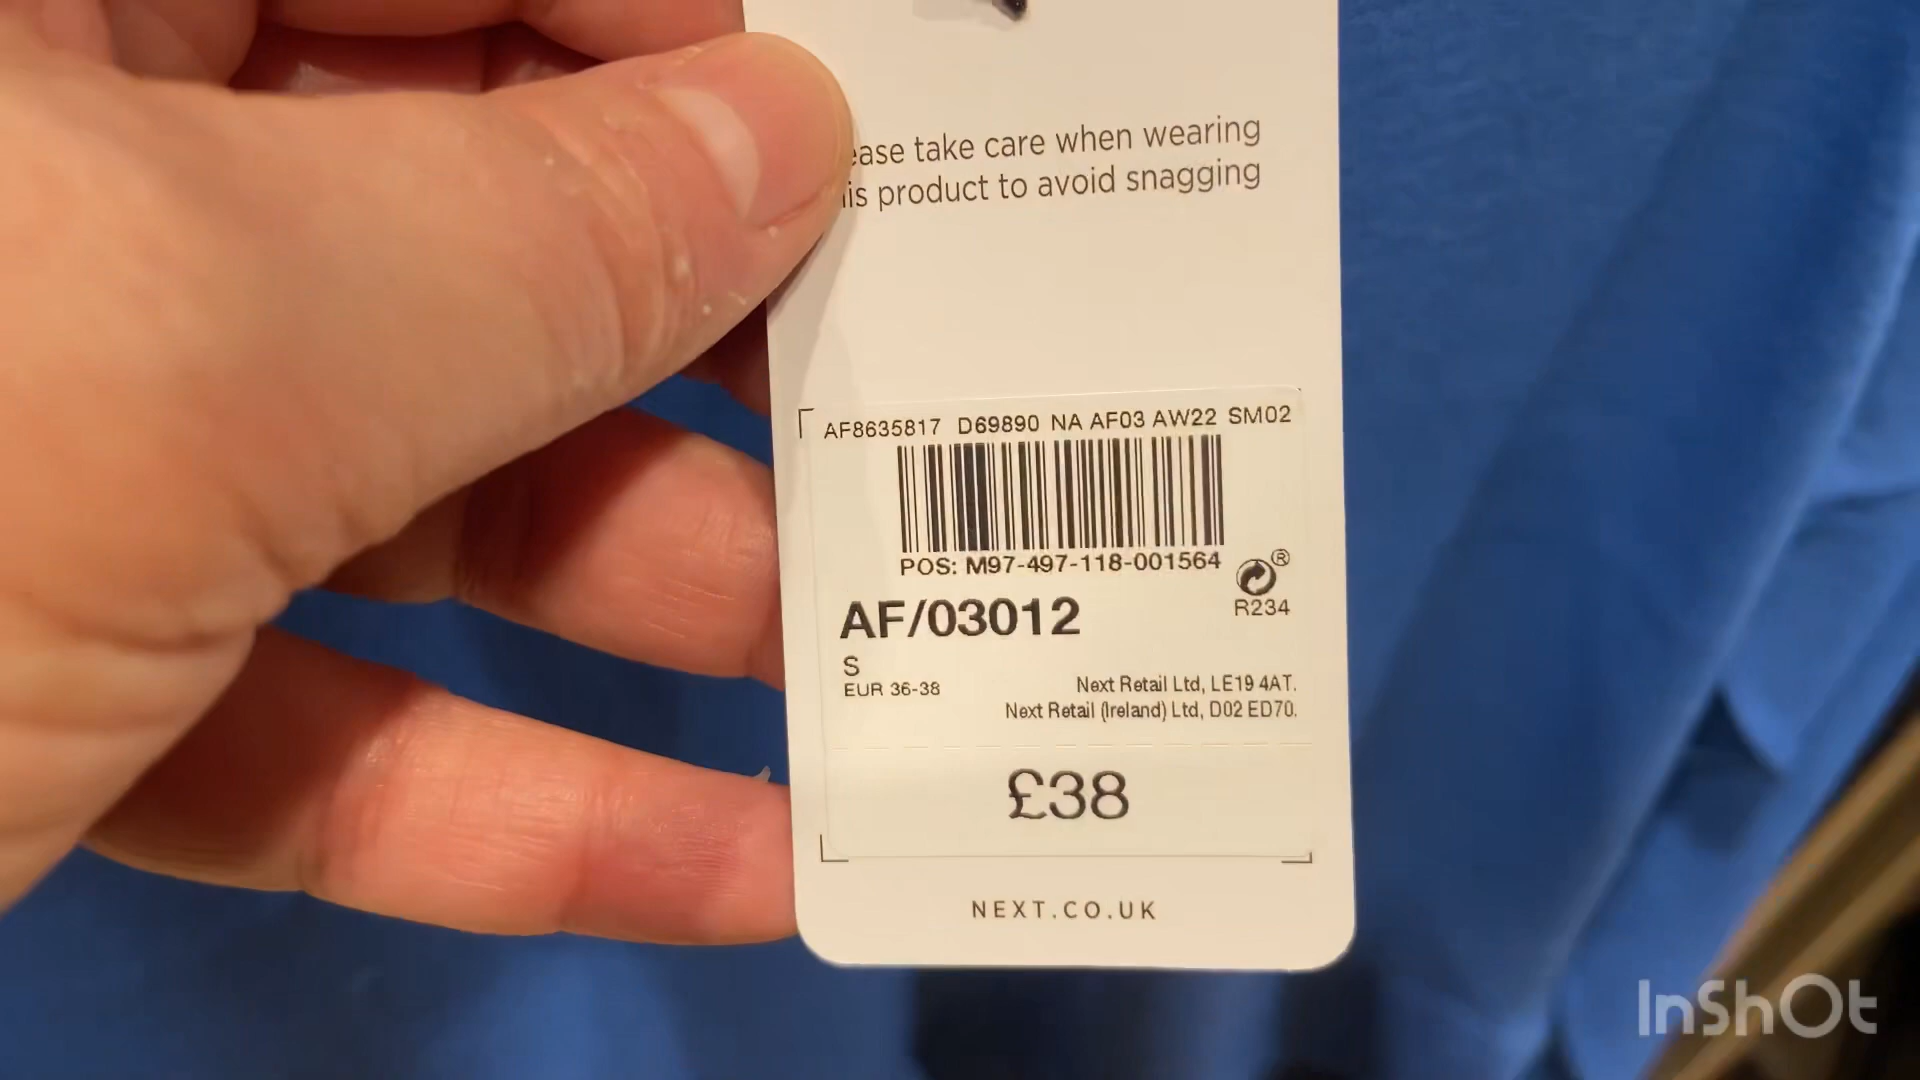 ease take care when wearing
is product to avoid snagging
AF8635817 D69890 NA AF03 AW22 SM02
POS: M97-497-118-001564
®
R234
AF/03012
S
EUR 36-38
Next Retail Ltd, LE19 4AT.
Next Retail (Ireland) Ltd, D02 ED70.
£38
NEXT.CO.UK
InShOt